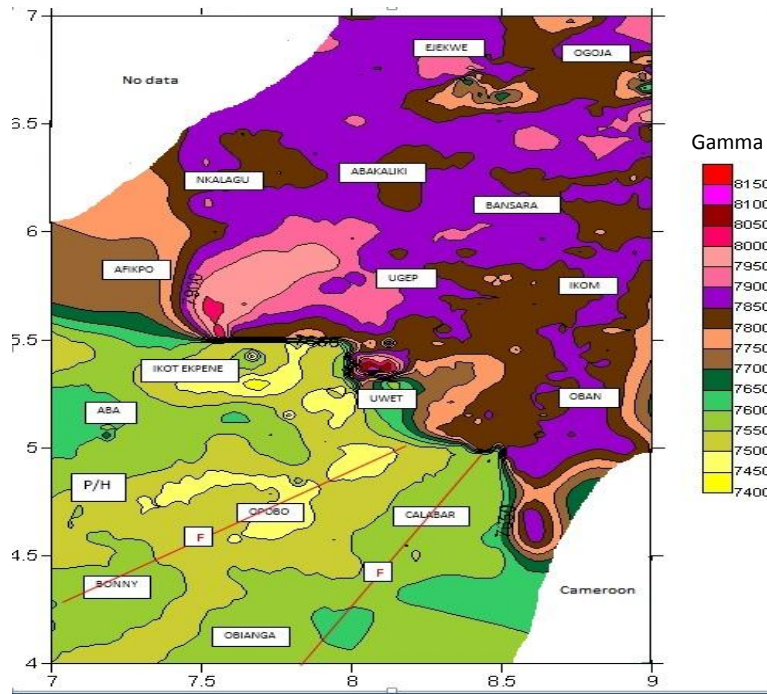 7
EJEKWE
OGOJA
No data
5.5
Gamma
NKALAGU
ABAKALIKI
BANSARA
8150
8100
8050
8000
7950
7900
7850
7800
7750
7700
7600
7550
7500
7450
7400
6
AFIKPO
UGEP
IKOM
5.5
IKOT EKPENE
UWET
OBAN
ABA
5
P/H
OPOBO
CALABAR
F
F
4.5
BONNY
OBIANGA
Cameroon
4
7
7.5
8
8.5
9